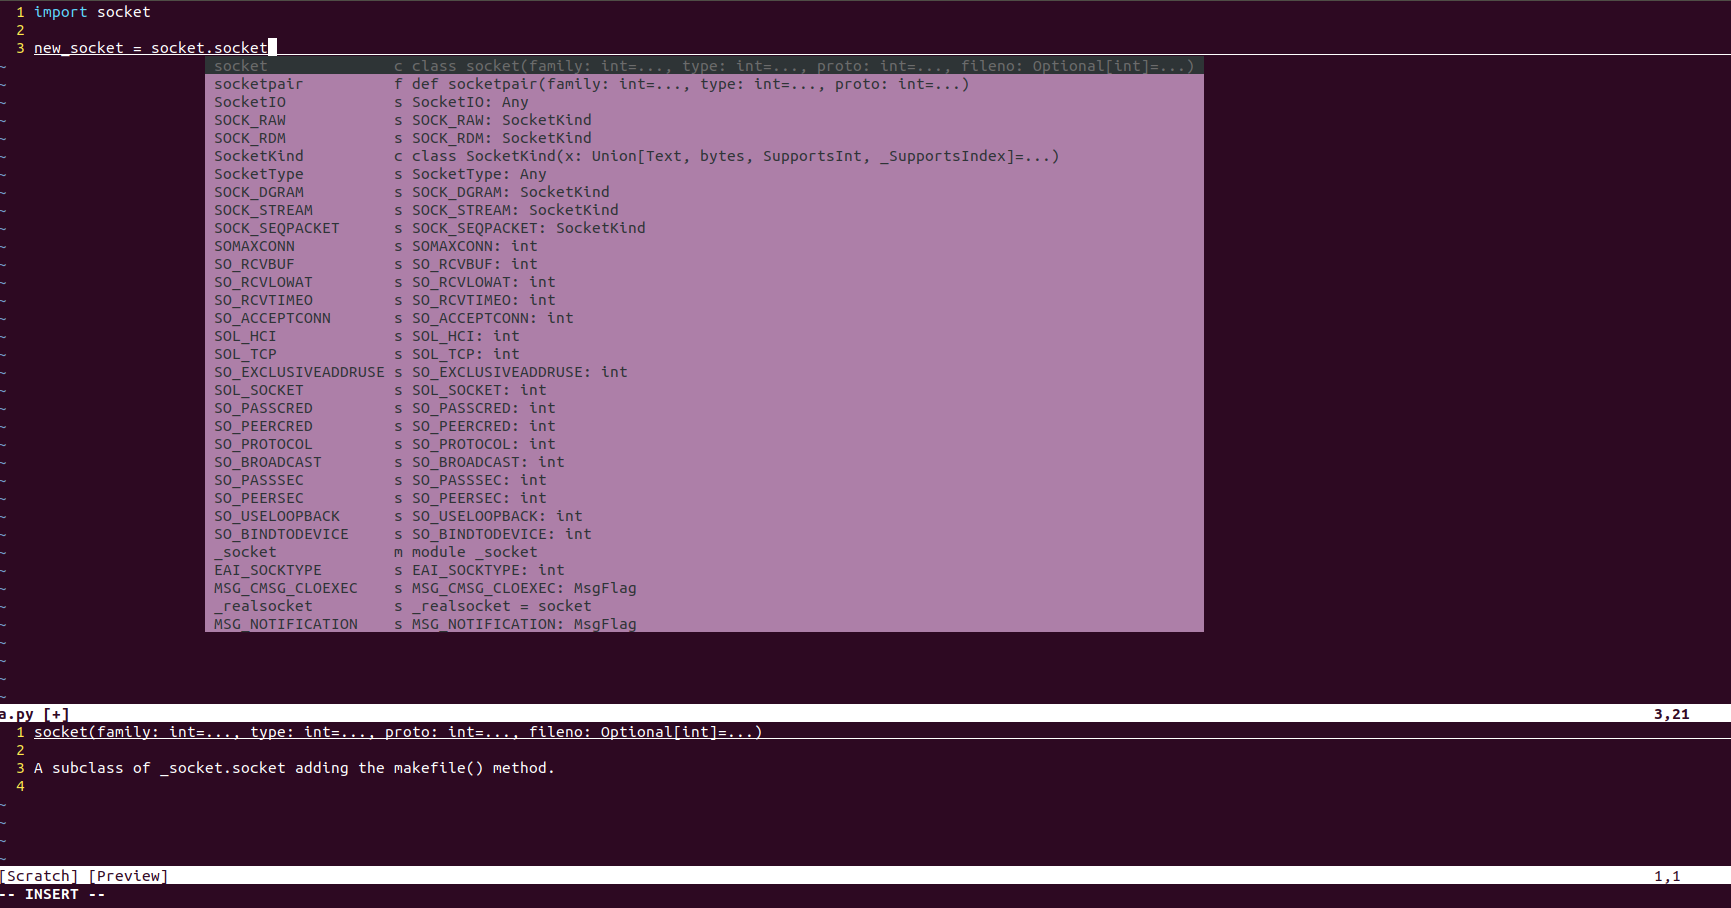 1 import socket
2
3 new_socket = socket.socket
~ socket c class socket(family: int=..., type: int=..., proto: int=..., fileno: Optional[int]=...)
~ socketpair f def socketpair(family: int=..., type: int=..., proto: int=...)
~ SocketIO s SocketIO: Any
~ SOCK_RAW s SOCK_RAW: SocketKind
~ SOCK_RDM s SOCK_RDM: SocketKind
~ SocketKind c class SocketKind(x: Union[Text, bytes, SupportsInt, _SupportsIndex]=...)
~ SocketType s SocketType: Any
~ SOCK_DGRAM s SOCK_DGRAM: SocketKind
~ SOCK_STREAM s SOCK_STREAM: SocketKind
~ SOCK_SEQPACKET s SOCK_SEQPACKET: SocketKind
~ SOMAXCONN s SOMAXCONN: int
~ SO_RCVBUF s SO_RCVBUF: int
~ SO_RCVLOWAT s SO_RCVLOWAT: int
~ SO_RCVTIMEO s SO_RCVTIMEO: int
~ SO_ACCEPTCONN s SO_ACCEPTCONN: int
~ SOL_HCI s SOL_HCI: int
~ SOL_TCP s SOL_TCP: int
~ SO_EXCLUSIVEADDRUSE s SO_EXCLUSIVEADDRUSE: int
~ SOL_SOCKET s SOL_SOCKET: int
~ SO_PASSCRED s SO_PASSCRED: int
~ SO_PEERCRED s SO_PEERCRED: int
~ SO_PROTOCOL s SO_PROTOCOL: int
~ SO_BROADCAST s SO_BROADCAST: int
~ SO_PASSSEC s SO_PASSSEC: int
~ SO_PEERSEC s SO_PEERSEC: int
~ SO_USELOOPBACK s SO_USELOOPBACK: int
~ SO_BINDTODEVICE s SO_BINDTODEVICE: int
~ _socket m module _socket
~ EAI_SOCKTYPE s EAI_SOCKTYPE: int
~ MSG_CMSG_CLOEXEC s MSG_CMSG_CLOEXEC: MsgFlag
~ _realsocket s _realsocket = socket
~ MSG_NOTIFICATION s MSG_NOTIFICATION: MsgFlag
~
~
~
~
a.py [+] 3,21
1 socket(family: int=..., type: int=..., proto: int=..., fileno: Optional[int]=...)
2
3 A subclass of _socket.socket adding the makefile() method.
4
~
~
~
~
[Scratch] [Preview] 1,1
-- INSERT --